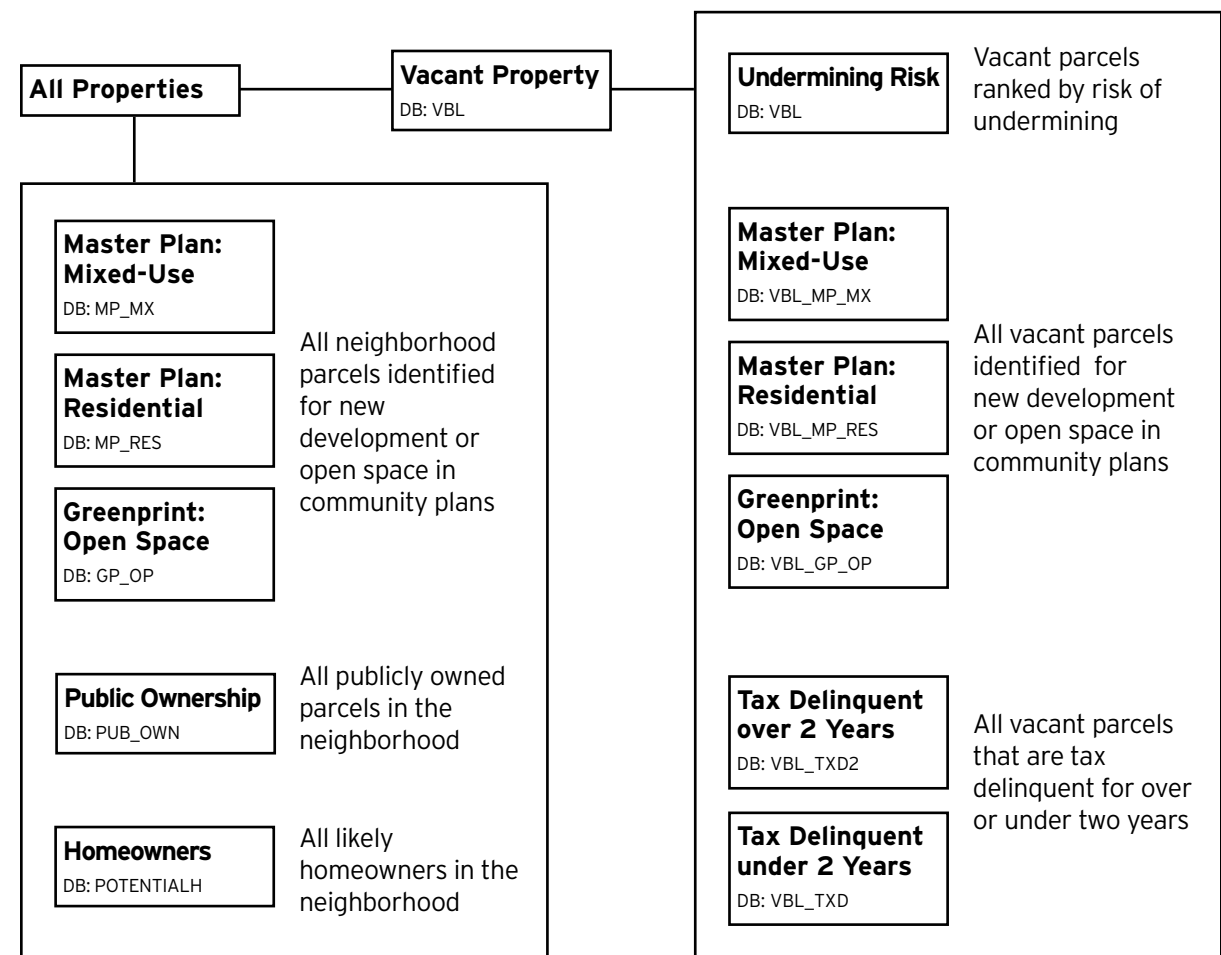 All Properties
Vacant Property
DB: VBL
Master Plan:
Mixed-Use
DB: MP_MX
Master Plan:
Residential
DB: MP_RES
Greenprint:
Open Space
DB: GP_OP
All neighborhood
parcels identified
for new
development or
open space in
community plans
Public Ownership
DB: PUB_OWN
All publicly owned
parcels in the
neighborhood
Homeowners
DB: POTENTIALH
All likely
homeowners in the
neighborhood
Undermining Risk
DB: VBL
Vacant parcels
ranked by risk of
undermining
Master Plan:
Mixed-Use
DB: VBL_MP_MX
Master Plan:
Residential
DB: VBL_MP_RES
Greenprint:
Open Space
DB: VBL_GP_OP
All vacant parcels
identified for
new development
or open space in
community plans
Tax Delinquent
over 2 Years
DB: VBL_TXD2
Tax Delinquent
under 2 Years
DB: VBL_TXD
All vacant parcels
that are tax
delinquent for over
or under two years